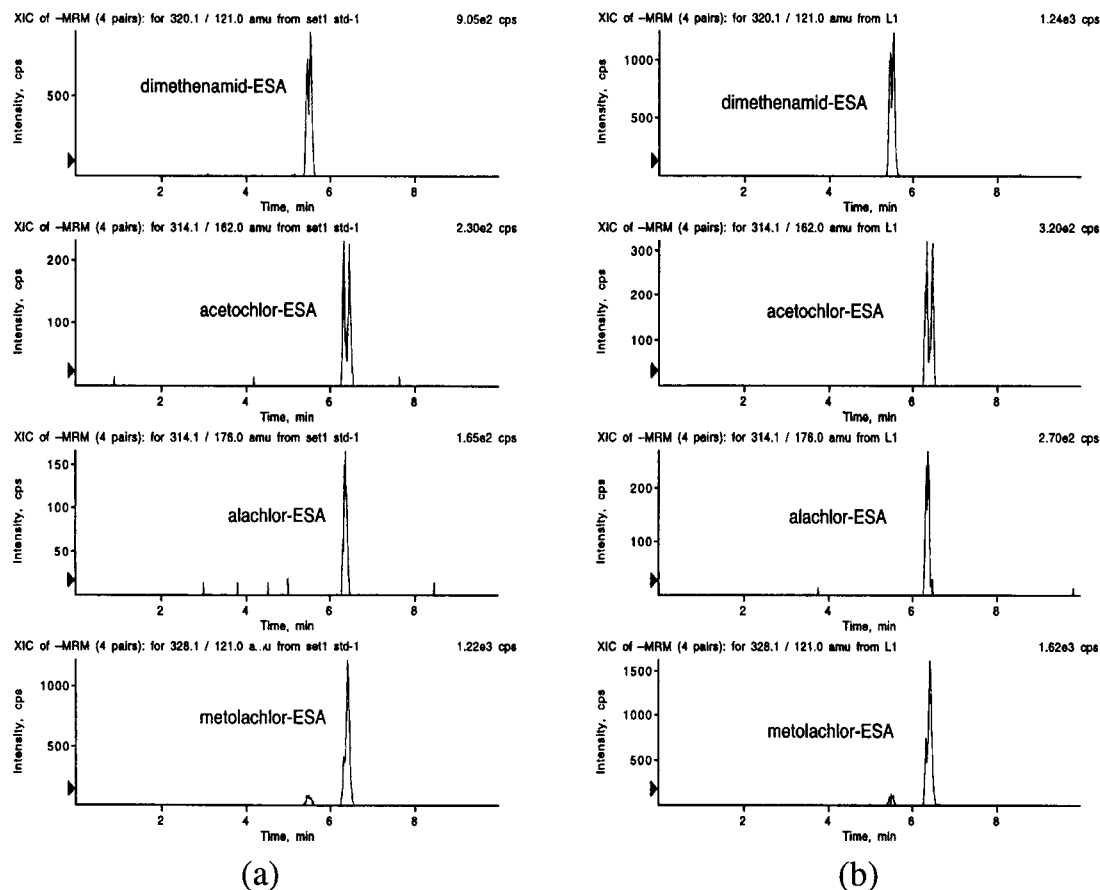 XIC of -MRM (4 pairs): for 320.1 / 121.0 amu from set1 std-1 9.05e2 cps
Intensity, cps
500
dimethenamid-ESA
2 4 6 8
Time, min
XIC of -MRM (4 pairs): for 314.1 / 162.0 amu from set1 std-1 2.30e2 cps
Intensity, cps
200
100
acetochlor-ESA
2 4 6 8
Time, min
XIC of -MRM (4 pairs): for 314.1 / 176.0 amu from set1 std-1 1.65e2 cps
Intensity, cps
150
100
50
alachlor-ESA
2 4 6 8
Time, min
XIC of -MRM (4 pairs): for 328.1 / 121.0 from set1 std-1 1.22e3 cps
Intensity, cps
1000
500
metolachlor-ESA
2 4 6 8
Time, min
(a)
XIC of -MRM (4 pairs): for 320.1 / 121.0 amu from L1 1.24e3 cps
Intensity, cps
1000
500
dimethenamid-ESA
2 4 6 8
Time, min
XIC of -MRM (4 pairs): for 314.1 / 162.0 amu from L1 3.20e2 cps
Intensity, cps
300
200
100
acetochlor-ESA
2 4 6 8
Time, min
XIC of -MRM (4 pairs): for 314.1 / 176.0 amu from L1 2.70e2 cps
Intensity, cps
200
100
alachlor-ESA
2 4 6 8
Time, min
XIC of -MRM (4 pairs): for 328.1 / 121.0 amu from L1 1.62e3 cps
Intensity, cps
1500
1000
500
metolachlor-ESA
2 4 6 8
Time, min
(b)